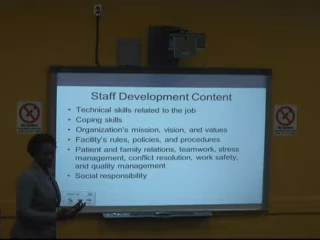 Staff Development Content
• Technical skills related to the job
• Coping skills
• Organization's mission, vision, and values
• Facility's rules, policies, and procedures
• Patient and family relations, teamwork, stress
management, conflict resolution, work safety,
and quality management
• Social responsibility